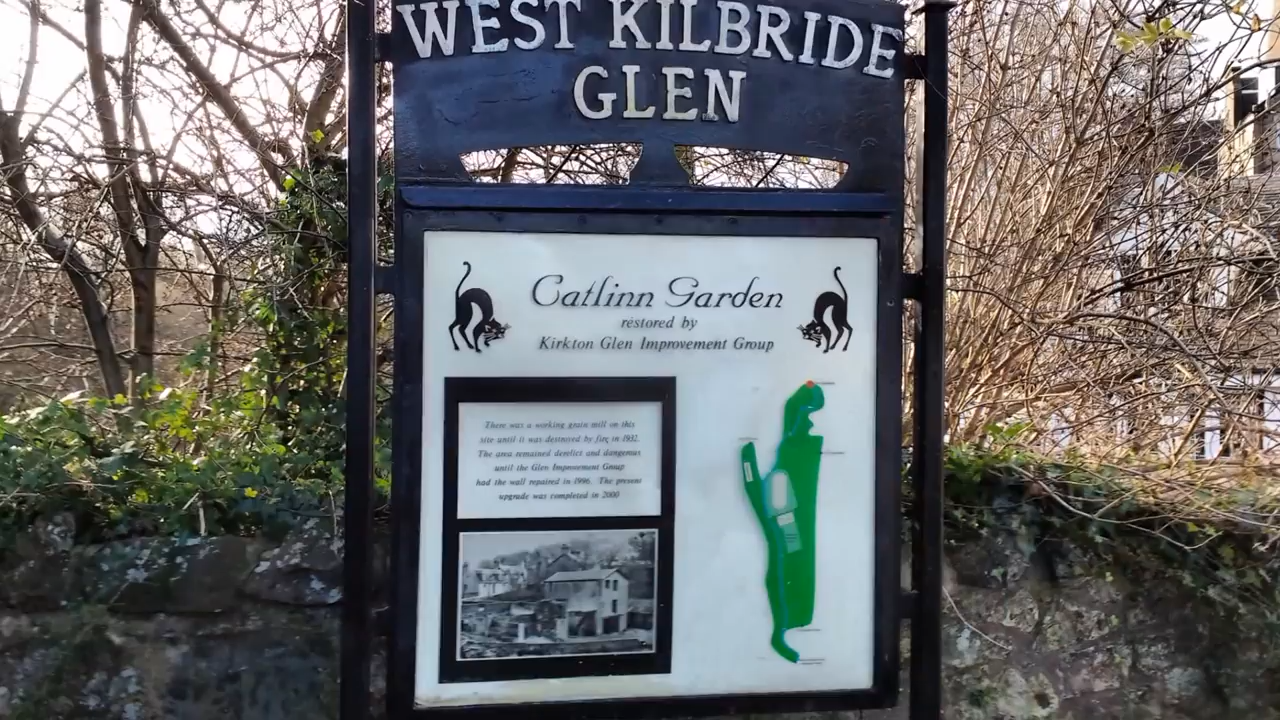 WEST KILBRIDE
GLEN
Catlinn Garden
restored by
Kirkton Glen Improvement Group
There was a working grain mill on this
site until it was destroyed by fire in 1932.
The area remained derelict and dangerous
until the Glen Improvement Group
had the wall repaired in 1996. The present
upgrade was completed in 2000